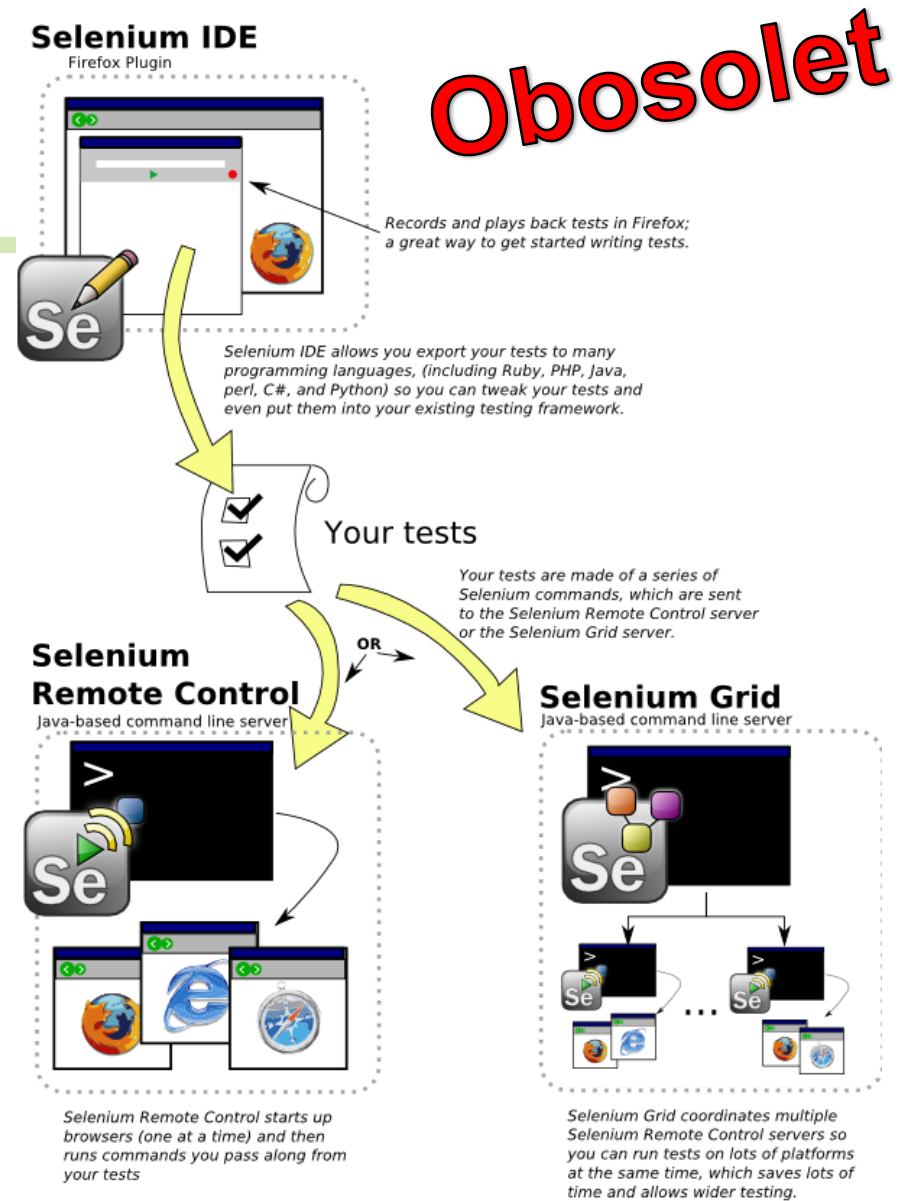 Selenium IDE
Firefox Plugin
Obosolet
Records and plays back tests in Firefox;
a great way to get started writing tests.
Se
Selenium IDE allows you export your tests to many
programming languages, (including Ruby, PHP, Java,
perl, C#, and Python) so you can tweak your tests and
even put them into your existing testing framework.
Your tests
Your tests are made of a series of
Selenium commands, which are sent
to the Selenium Remote Control server
or the Selenium Grid server.
OR
Selenium
Remote Control
Java-based command line server
>
Se
Selenium Remote Control starts up
browsers (one at a time) and then
runs commands you pass along from
your tests
Selenium Grid
Java-based command line server
>
Se
>
Se
...
>
Se
Selenium Grid coordinates multiple
Selenium Remote Control servers so
you can run tests on lots of platforms
at the same time, which saves lots of
time and allows wider testing.